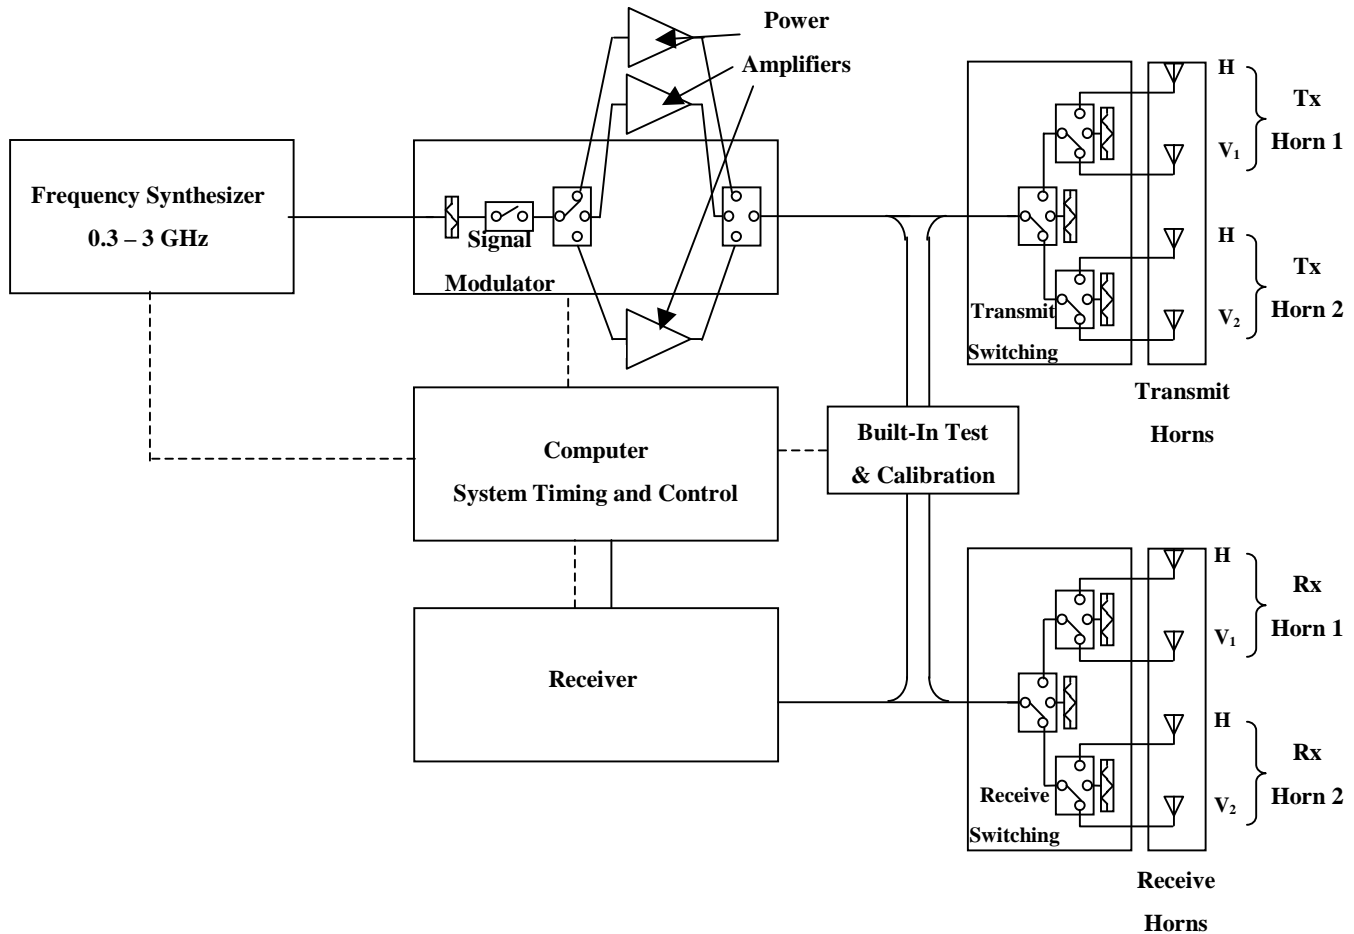 Power
Amplifiers
Frequency Synthesizer
0.3 – 3 GHz
Signal
Modulator
H
V1
Tx
Horn 1
H
V2
Tx
Horn 2
Transmit
Switching
Transmit
Horns
Computer
System Timing and Control
Built-In Test
& Calibration
Receiver
H
V1
Rx
Horn 1
H
V2
Rx
Horn 2
Receive
Switching
Receive
Horns